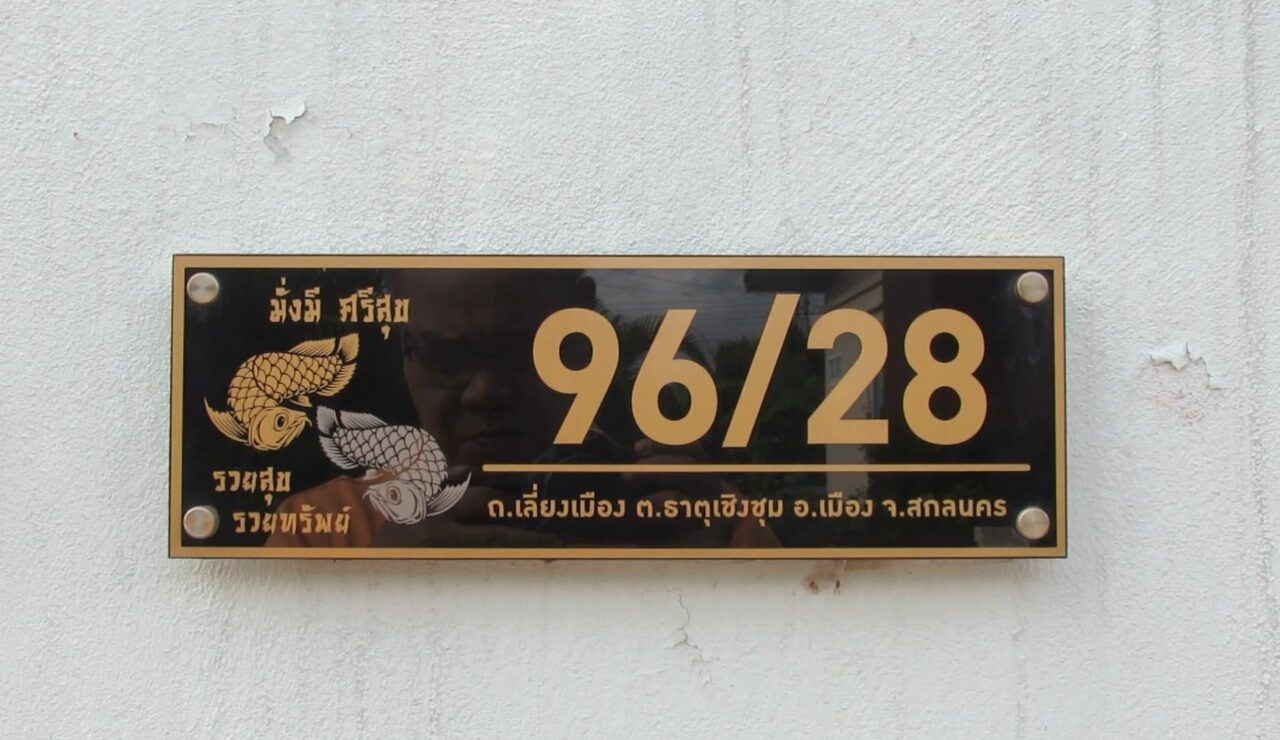 มั่งมี ศรีสุข
รวยสุข
รวยทรัพย์
96/28
ถ.เลี่ยงเมือง ต.ธาตุเชิงชุม อ.เมือง จ.สกลนคร